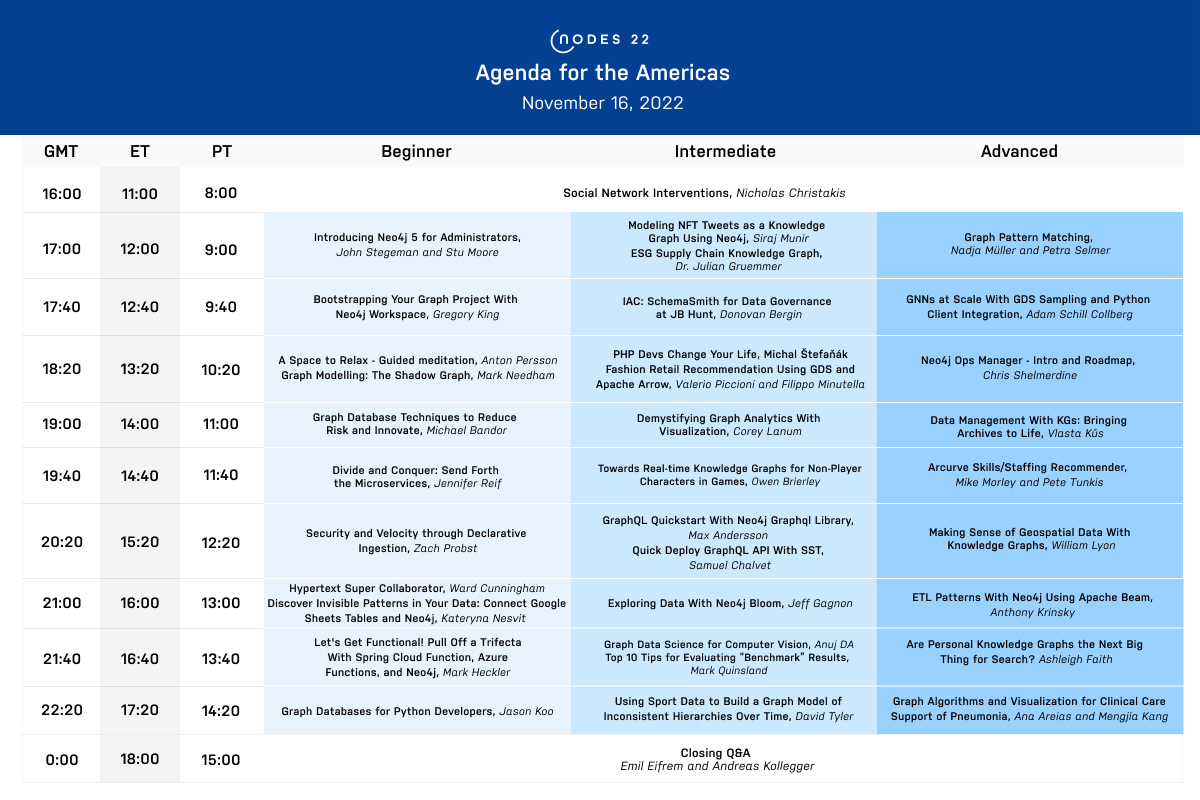 NODES 22
Agenda for the Americas
November 16, 2022
GMT ET PT Beginner Intermediate Advanced
16:00 11:00 8:00
Social Network Interventions, Nicholas Christakis
17:00 12:00 9:00
Introducing Neo4j 5 for Administrators,
John Stegeman and Stu Moore
Modeling NFT Tweets as a Knowledge
Graph Using Neo4j, Siraj Munir
ESG Supply Chain Knowledge Graph,
Dr. Julian Gruemmer
Graph Pattern Matching,
Nadja Müller and Petra Selmer
17:40 12:40 9:40
Bootstrapping Your Graph Project With
Neo4j Workspace, Gregory King
IAC: SchemaSmith for Data Governance
at JB Hunt, Donovan Bergin
GNNs at Scale With GDS Sampling and Python
Client Integration, Adam Schill Collberg
18:20 13:20 10:20
A Space to Relax - Guided meditation, Anton Persson
Graph Modelling: The Shadow Graph, Mark Needham
PHP Devs Change Your Life, Michal Štefaňák
Fashion Retail Recommendation Using GDS and
Apache Arrow, Valerio Piccioni and Filippo Minutella
Neo4j Ops Manager - Intro and Roadmap,
Chris Shelmerdine
19:00 14:00 11:00
Graph Database Techniques to Reduce
Risk and Innovate, Michael Bandor
Demystifying Graph Analytics With
Visualization, Corey Lanum
Data Management With KGs: Bringing
Archives to Life, Vlasta Kůs
19:40 14:40 11:40
Divide and Conquer: Send Forth
the Microservices, Jennifer Reif
Towards Real-time Knowledge Graphs for Non-Player
Characters in Games, Owen Brierley
Arcurve Skills/Staffing Recommender,
Mike Morley and Pete Tunkis
20:20 15:20 12:20
Security and Velocity through Declarative
Ingestion, Zach Probst
GraphQL Quickstart With Neo4j Graphql Library,
Max Andersson
Quick Deploy GraphQL API With SST,
Samuel Chalvet
Making Sense of Geospatial Data With
Knowledge Graphs, William Lyon
21:00 16:00 13:00
Hypertext Super Collaborator, Ward Cunningham
Discover Invisible Patterns in Your Data: Connect Google
Sheets Tables and Neo4j, Kateryna Nesvit
Exploring Data With Neo4j Bloom, Jeff Gagnon
ETL Patterns With Neo4j Using Apache Beam,
Anthony Krinsky
21:40 16:40 13:40
Let's Get Functional! Pull Off a Trifecta
With Spring Cloud Function, Azure
Functions, and Neo4j, Mark Heckler
Graph Data Science for Computer Vision, Anuj DA
Top 10 Tips for Evaluating "Benchmark" Results,
Mark Quinsland
Are Personal Knowledge Graphs the Next Big
Thing for Search? Ashleigh Faith
22:20 17:20 14:20
Graph Databases for Python Developers, Jason Koo
Using Sport Data to Build a Graph Model of
Inconsistent Hierarchies Over Time, David Tyler
Graph Algorithms and Visualization for Clinical Care
Support of Pneumonia, Ana Areias and Mengjia Kang
0:00 18:00 15:00
Closing Q&A
Emil Eifrem and Andreas Kollegger